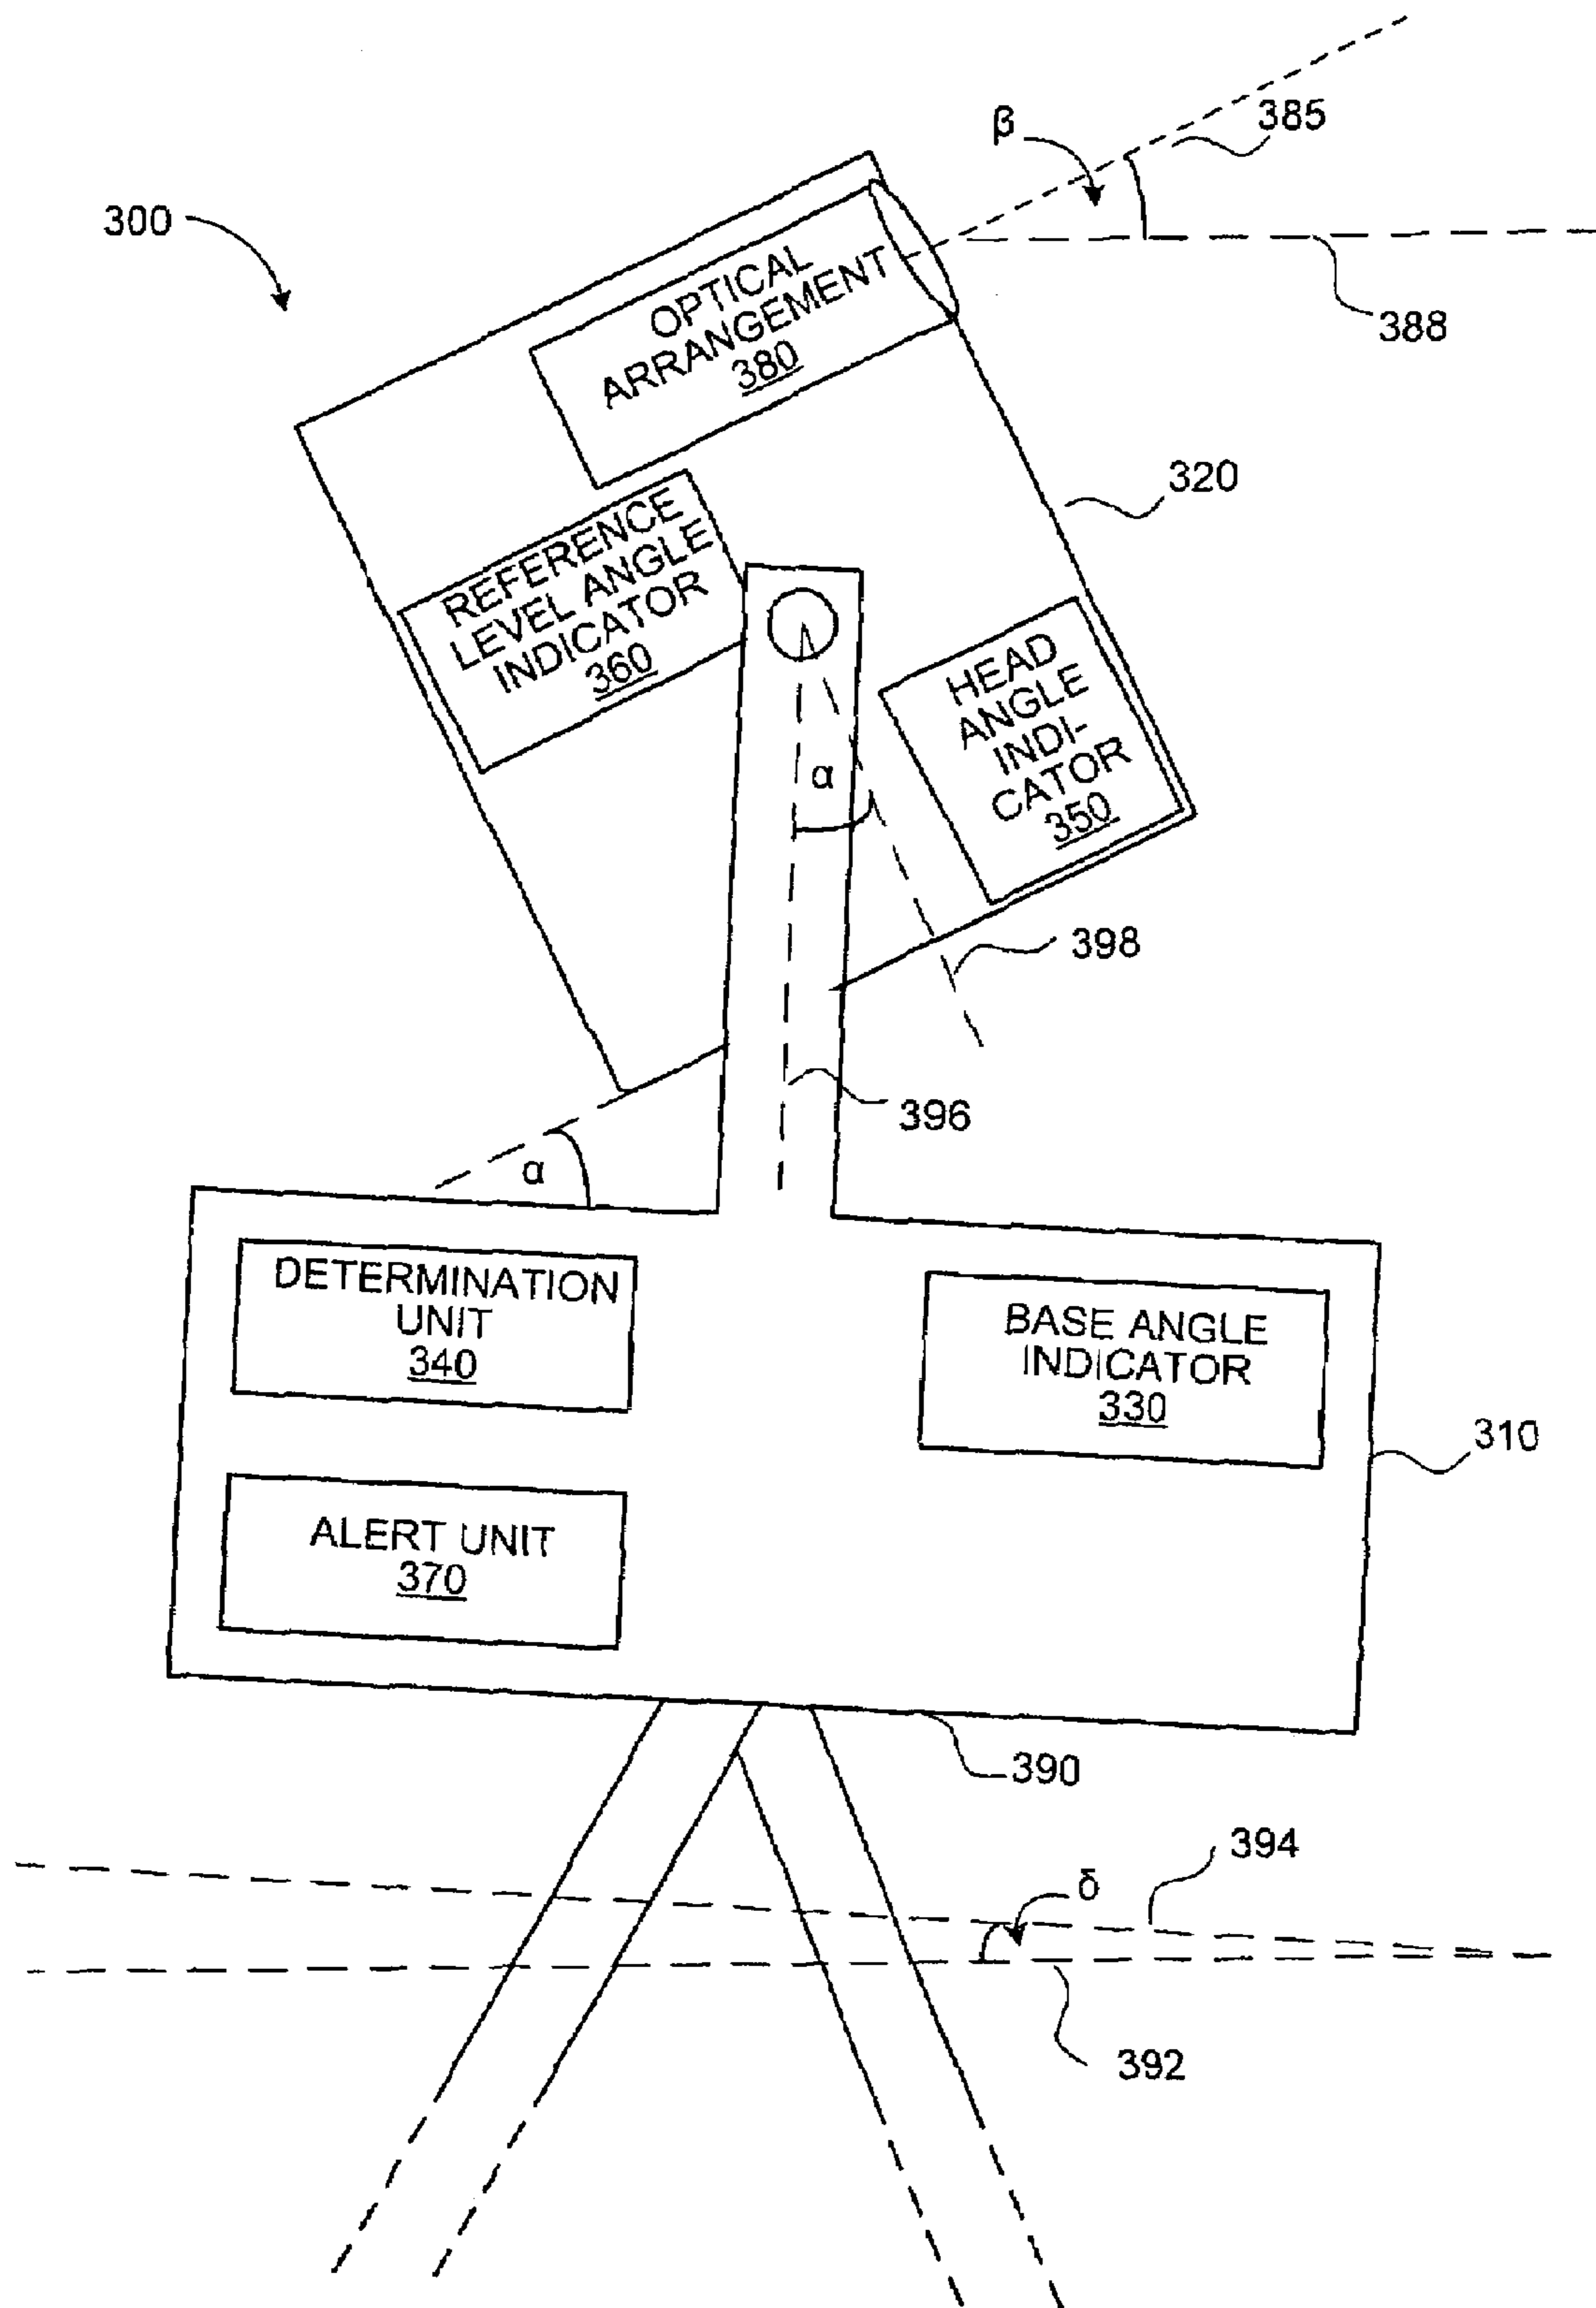 385
β
300
388
OPTICAL
ARRANGEMENT
380
320
REFERENCE
LEVEL ANGLE
INDICATOR
360
HEAD
ANGLE
INDI-
CATOR
350
α
398
396
α
DETERMINATION
UNIT
340
BASE ANGLE
INDICATOR
330
310
ALERT UNIT
370
390
394
δ
392